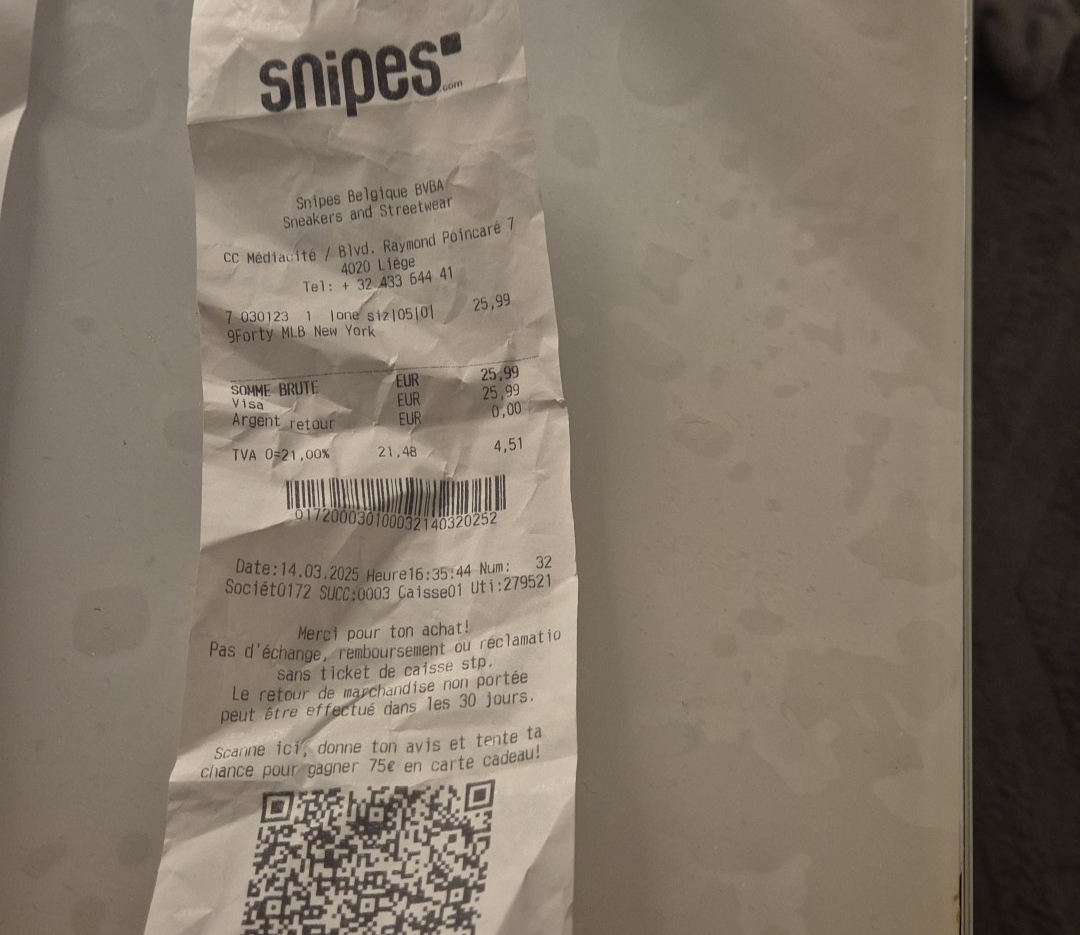 snipes.com
Snipes Belgique BVBA
Sneakers and Streetwear
CC Médiacité / Blvd. Raymond Poincaré 7
4020 Liège
Tel: + 32 433 644 41
7 030123 1 |one siz|05|01 25,99
9Forty MLB New York
SOMME BRUTE EUR 25,99
Visa EUR 25,99
Argent retour EUR 0,00
TVA 0=21,00% 21,48 4,51
017200030100032140320252
Date:14.03.2025 Heure16:35:44 Num: 32
Sociét0172 SUCC:0003 Caisse01 Uti:279521
Merci pour ton achat!
Pas d'échange, remboursement ou réclamatio
sans ticket de caisse stp.
Le retour de marchandise non portée
peut être effectué dans les 30 jours.
Scanne ici, donne ton avis et tente ta
chance pour gagner 75€ en carte cadeau!